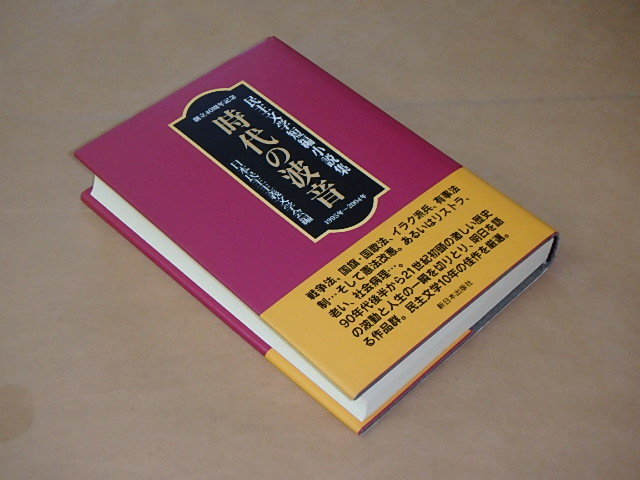 創立40周年記念
民主文学短編小説集
時代の波音
日本民主主義文学会編
1995年〜2004年
戦争法、国旗・国歌法、イラク派兵、有事法
制…そして憲法改悪。あるいはリストラ、
老い、社会病理…。
90年代後半から21世紀初頭の激しい歴史
の波動と人生の一瞬を切りとり、明日を語
る作品群。民主文学10年の佳作を厳選。
新日本出版社